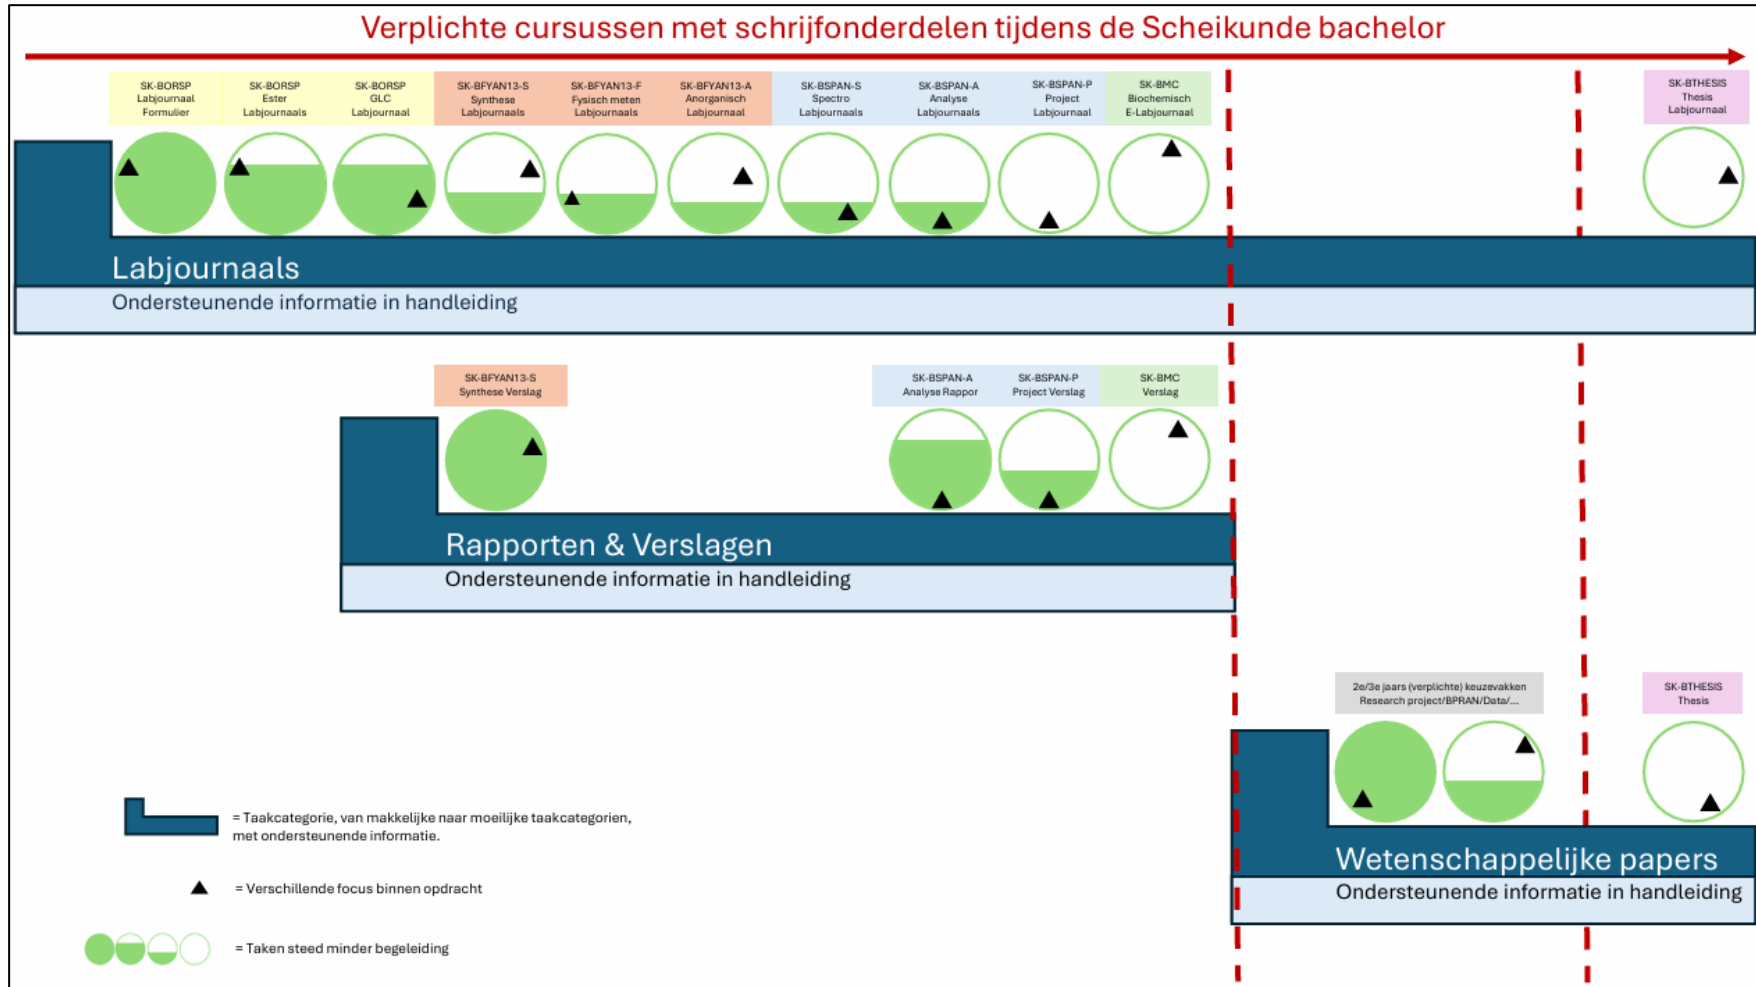 Verplichte cursussen met schrijfonderdelen tijdens de Scheikunde bachelor
SK-BORSP
Labjournaal
Formulier
SK-BORSP
Ester
Labjournaals
SK-BORSP
GLC
Labjournaal
SK-BFYAN13-S
Synthese
Labjournaals
SK-BFYAN13-F
Fysisch meten
Labjournaals
SK-BFYAN13-A
Anorganisch
Labjournaal
SK-BSPAN-S
Spectro
Labjournaals
SK-BSPAN-A
Analyse
Labjournaals
SK-BSPAN-P
Project
Labjournaal
SK-BMC
Biochemisch
E-Labjournaal
SK-BTHESIS
Thesis
Labjournaal
Labjournaals
Ondersteunende informatie in handleiding
SK-BFYAN13-S
Synthese Verslag
SK-BSPAN-A
Analyse Rappor
SK-BSPAN-P
Project Verslag
SK-BMC
Verslag
Rapporten & Verslagen
Ondersteunende informatie in handleiding
2e/3e jaars (verplichte) keuzevakken
Research project/BPRAN/Data/...
SK-BTHESIS
Thesis
Wetenschappelijke papers
Ondersteunende informatie in handleiding
= Taakcategorie, van makkelijke naar moeilijke taakcategorien,
met ondersteunende informatie.
= Verschillende focus binnen opdracht
= Taken steed minder begeleiding